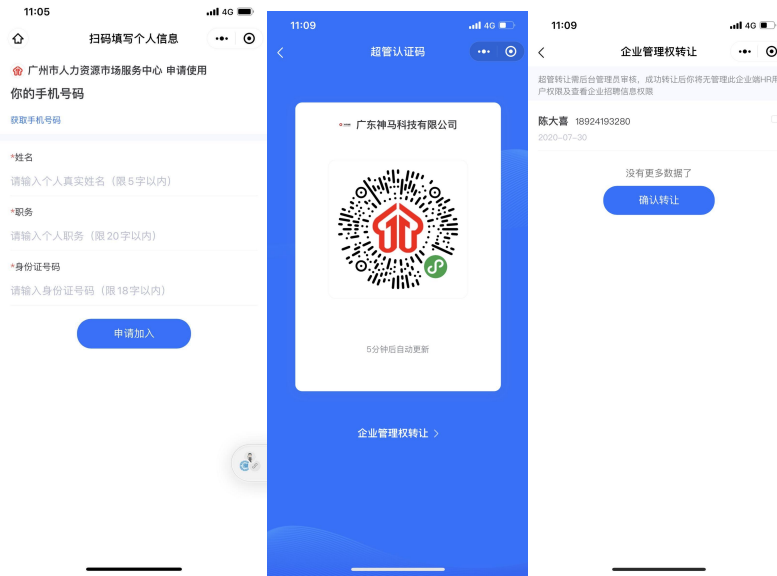 11:05
4G
扫码填写个人信息
广州市人力资源市场服务中心 申请使用
你的手机号码
获取手机号码
*姓名
请输入个人真实姓名（限5字以内）
*职务
请输入个人职务（限20字以内）
*身份证号码
请输入身份证号码（限18字以内）
申请加入
11:09
4G
超管认证码
广东神马科技有限公司
5分钟后自动更新
企业管理权转让
11:09
4G
企业管理权转让
超管转让需后台管理员审核，成功转让后你将无管理此企业端HR用
户权限及查看企业招聘信息权限
陈大喜 18924193280
2020-07-30
没有更多数据了
确认转让